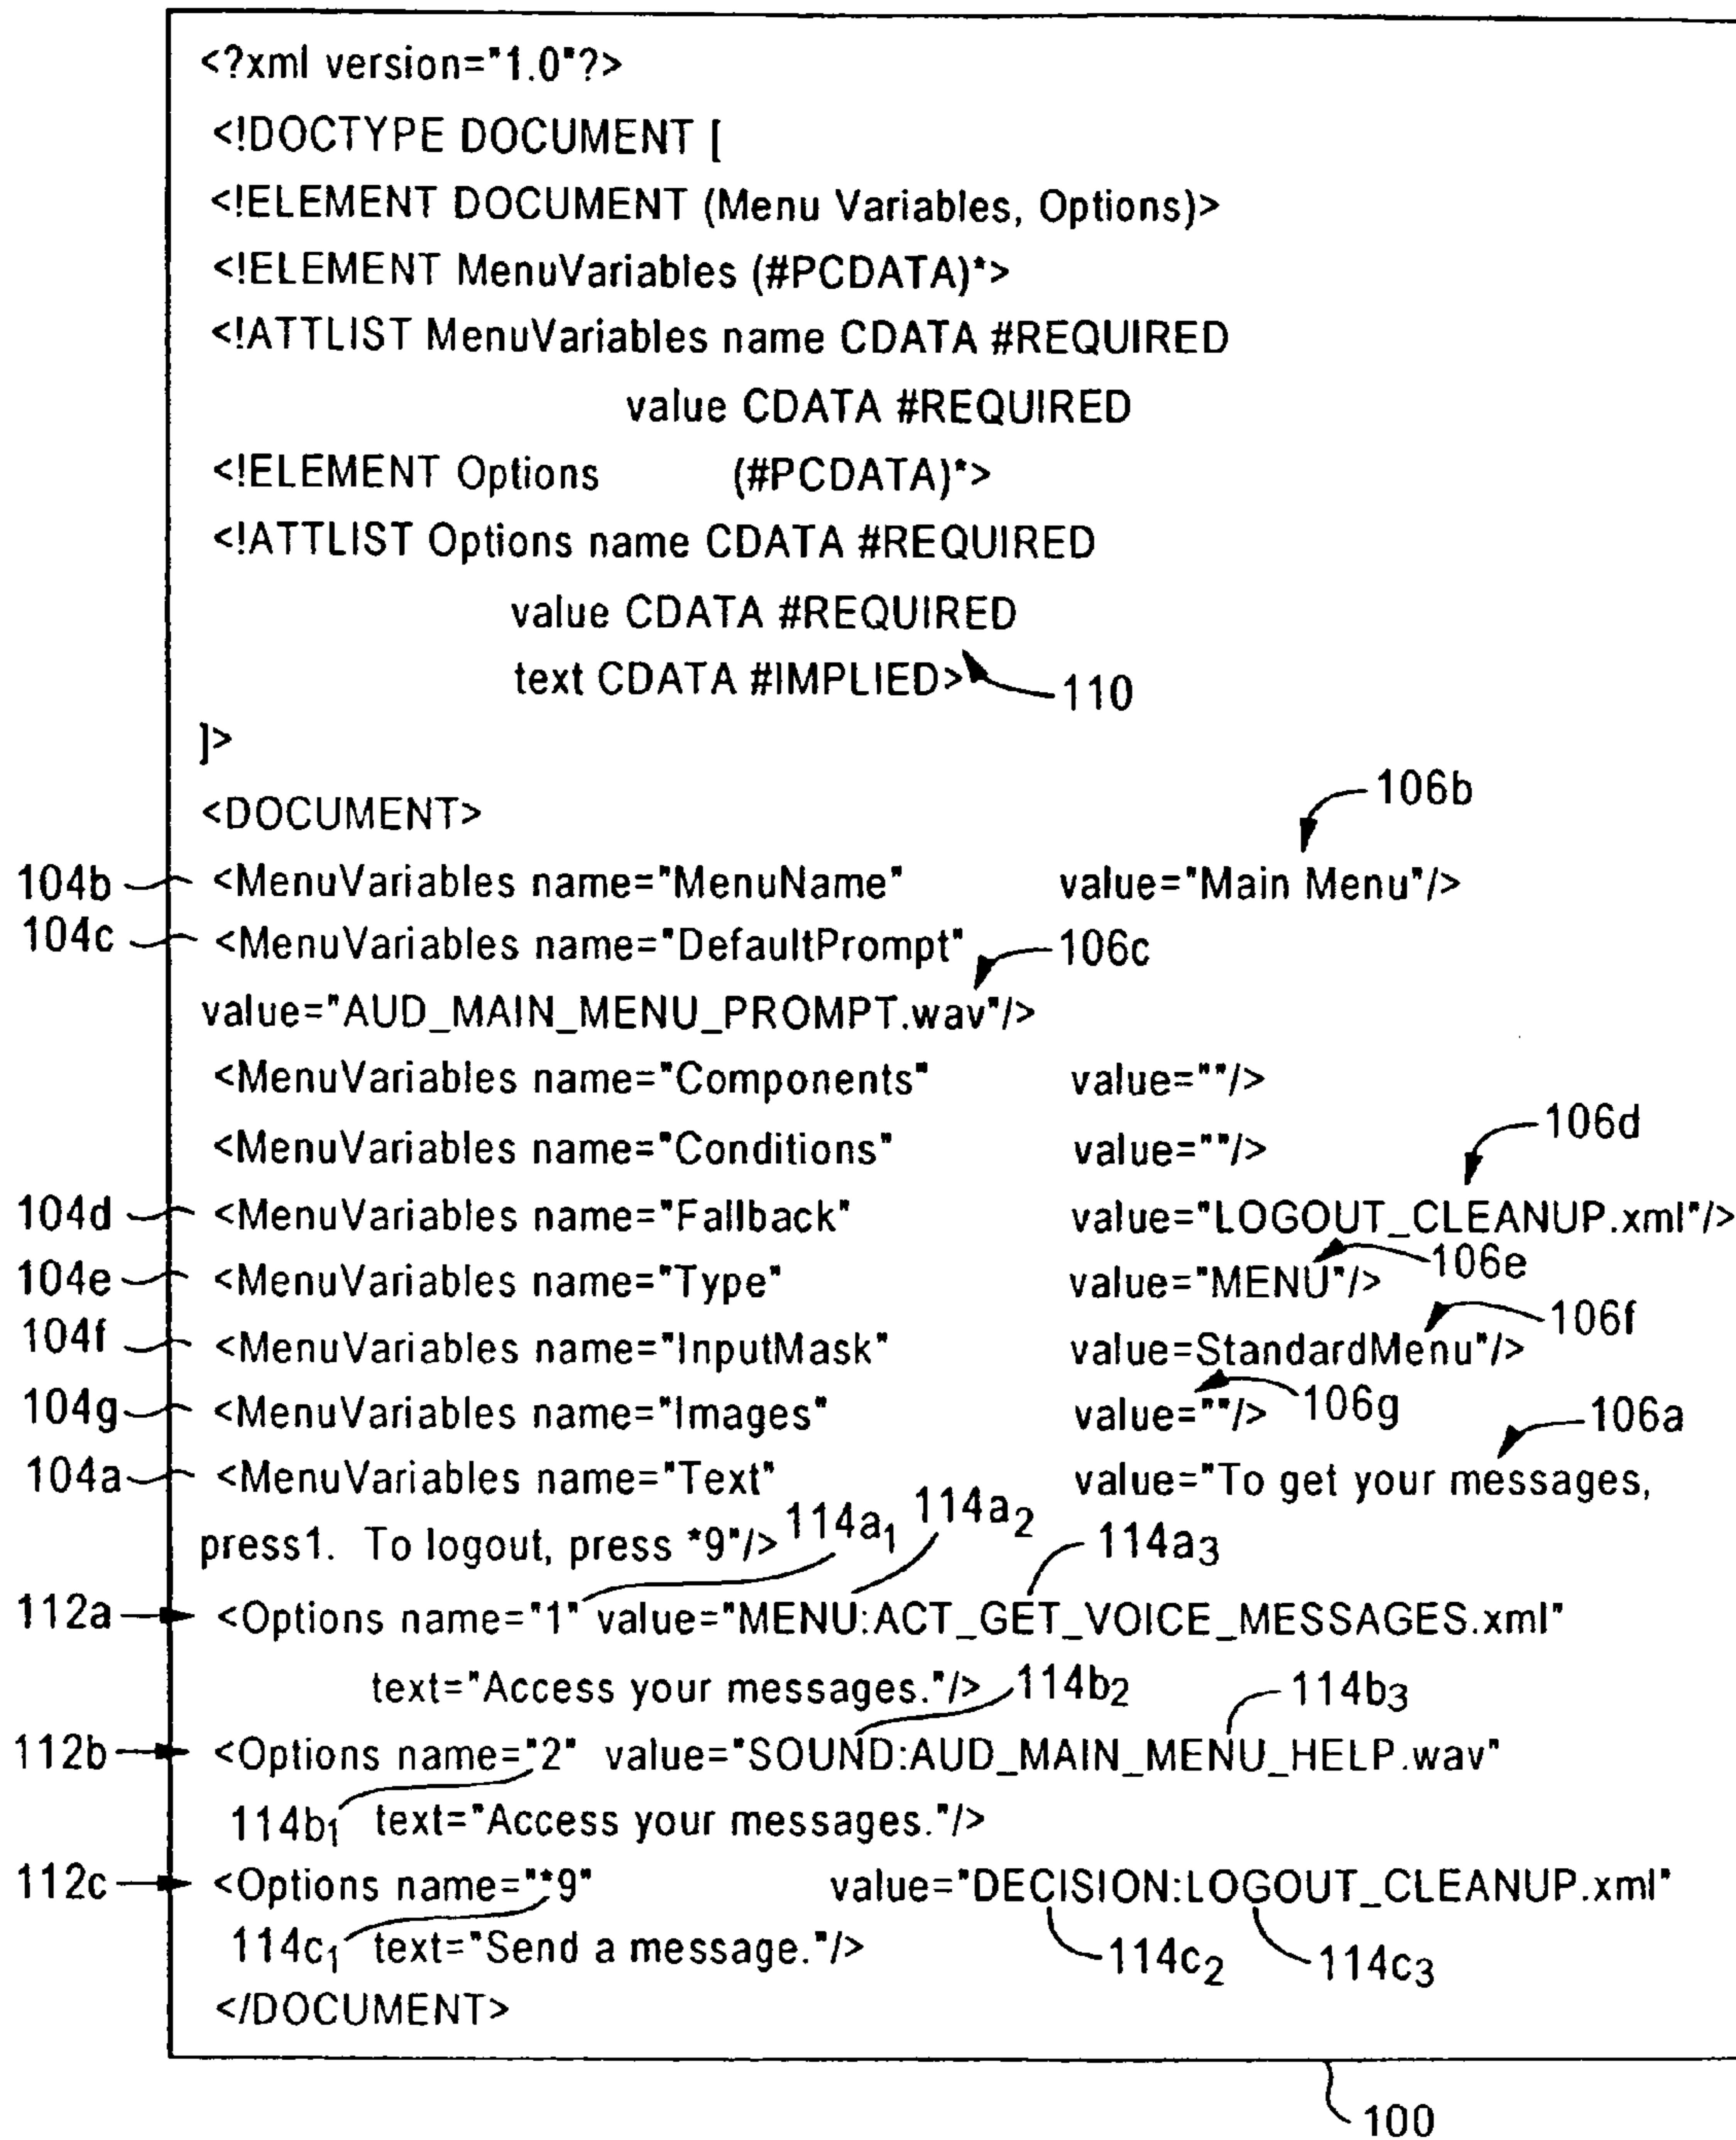 <?xml version="1.0"?>
<!DOCTYPE DOCUMENT [
<!ELEMENT DOCUMENT (Menu Variables, Options)>
<!ELEMENT MenuVariables (#PCDATA)*>
<!ATTLIST MenuVariables name CDATA #REQUIRED
value CDATA #REQUIRED
<!ELEMENT Options (#PCDATA)*>
<!ATTLIST Options name CDATA #REQUIRED
value CDATA #REQUIRED
text CDATA #IMPLIED> 110
]>
<DOCUMENT> 106b
104b <MenuVariables name="MenuName" value="Main Menu"/>
104c <MenuVariables name="DefaultPrompt" 106c
value="AUD_MAIN_MENU_PROMPT.wav"/>
<MenuVariables name="Components" value=""/>
<MenuVariables name="Conditions" value=""/> 106d
104d <MenuVariables name="Fallback" value="LOGOUT_CLEANUP.xml"/>
104e <MenuVariables name="Type" value="MENU"/> 106e
104f <MenuVariables name="InputMask" value=StandardMenu"/> 106f
104g <MenuVariables name="Images" value=""/> 106g 106a
104a <MenuVariables name="Text" value="To get your messages,
press1. To logout, press *9"/> 114a1 114a2 114a3
112a <Options name="1" value="MENU:ACT_GET_VOICE_MESSAGES.xml"
text="Access your messages."/> 114b2 114b3
112b <Options name="2" value="SOUND:AUD_MAIN_MENU_HELP.wav"
114b1 text="Access your messages."/>
112c <Options name="*9" value="DECISION:LOGOUT_CLEANUP.xml"
114c1 text="Send a message."/> 114c2 114c3
</DOCUMENT>
100